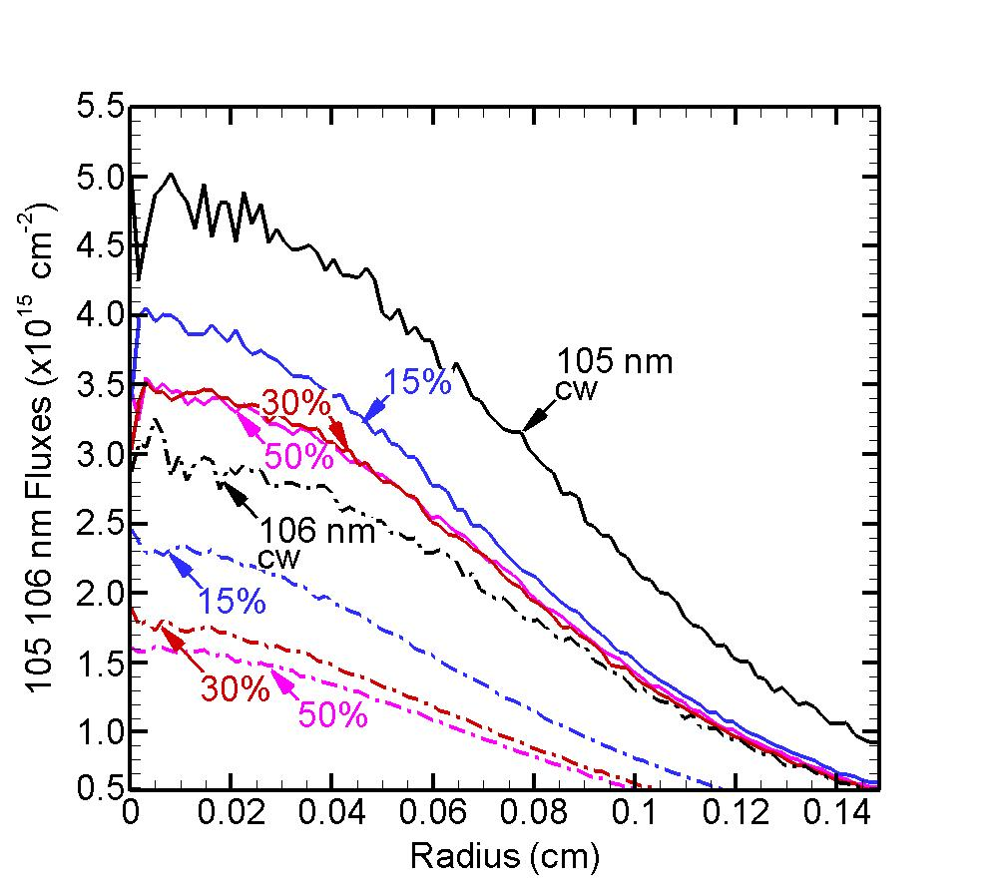 5.5
5.0
4.5
4.0
3.5
3.0
2.5
2.0
1.5
1.0
0.5
105 106 nm Fluxes (x10¹⁵ cm⁻²)
105 nm
cw
15%
30%
50%
106 nm
cw
15%
30%
50%
0 0.02 0.04 0.06 0.08 0.1 0.12 0.14
Radius (cm)